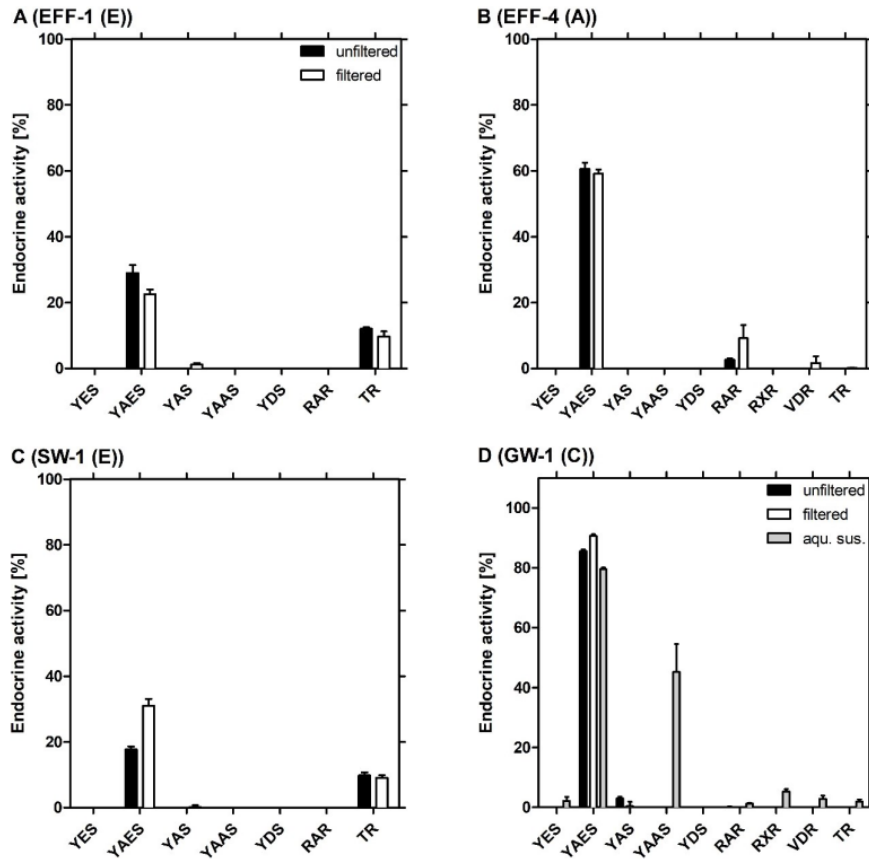 A (EFF-1 (E))
Endocrine activity [%]
100
80
60
40
20
0
unfiltered
filtered
YES YAES YAS YAAS YDS RAR TR
B (EFF-4 (A))
Endocrine activity [%]
100
80
60
40
20
0
YES YAES YAS YAAS YDS RAR RXR VDR TR
C (SW-1 (E))
Endocrine activity [%]
100
80
60
40
20
0
YES YAES YAS YAAS YDS RAR TR
D (GW-1 (C))
Endocrine activity [%]
100
80
60
40
20
0
unfiltered
filtered
aqu. sus.
YES YAES YAS YAAS YDS RAR RXR VDR TR